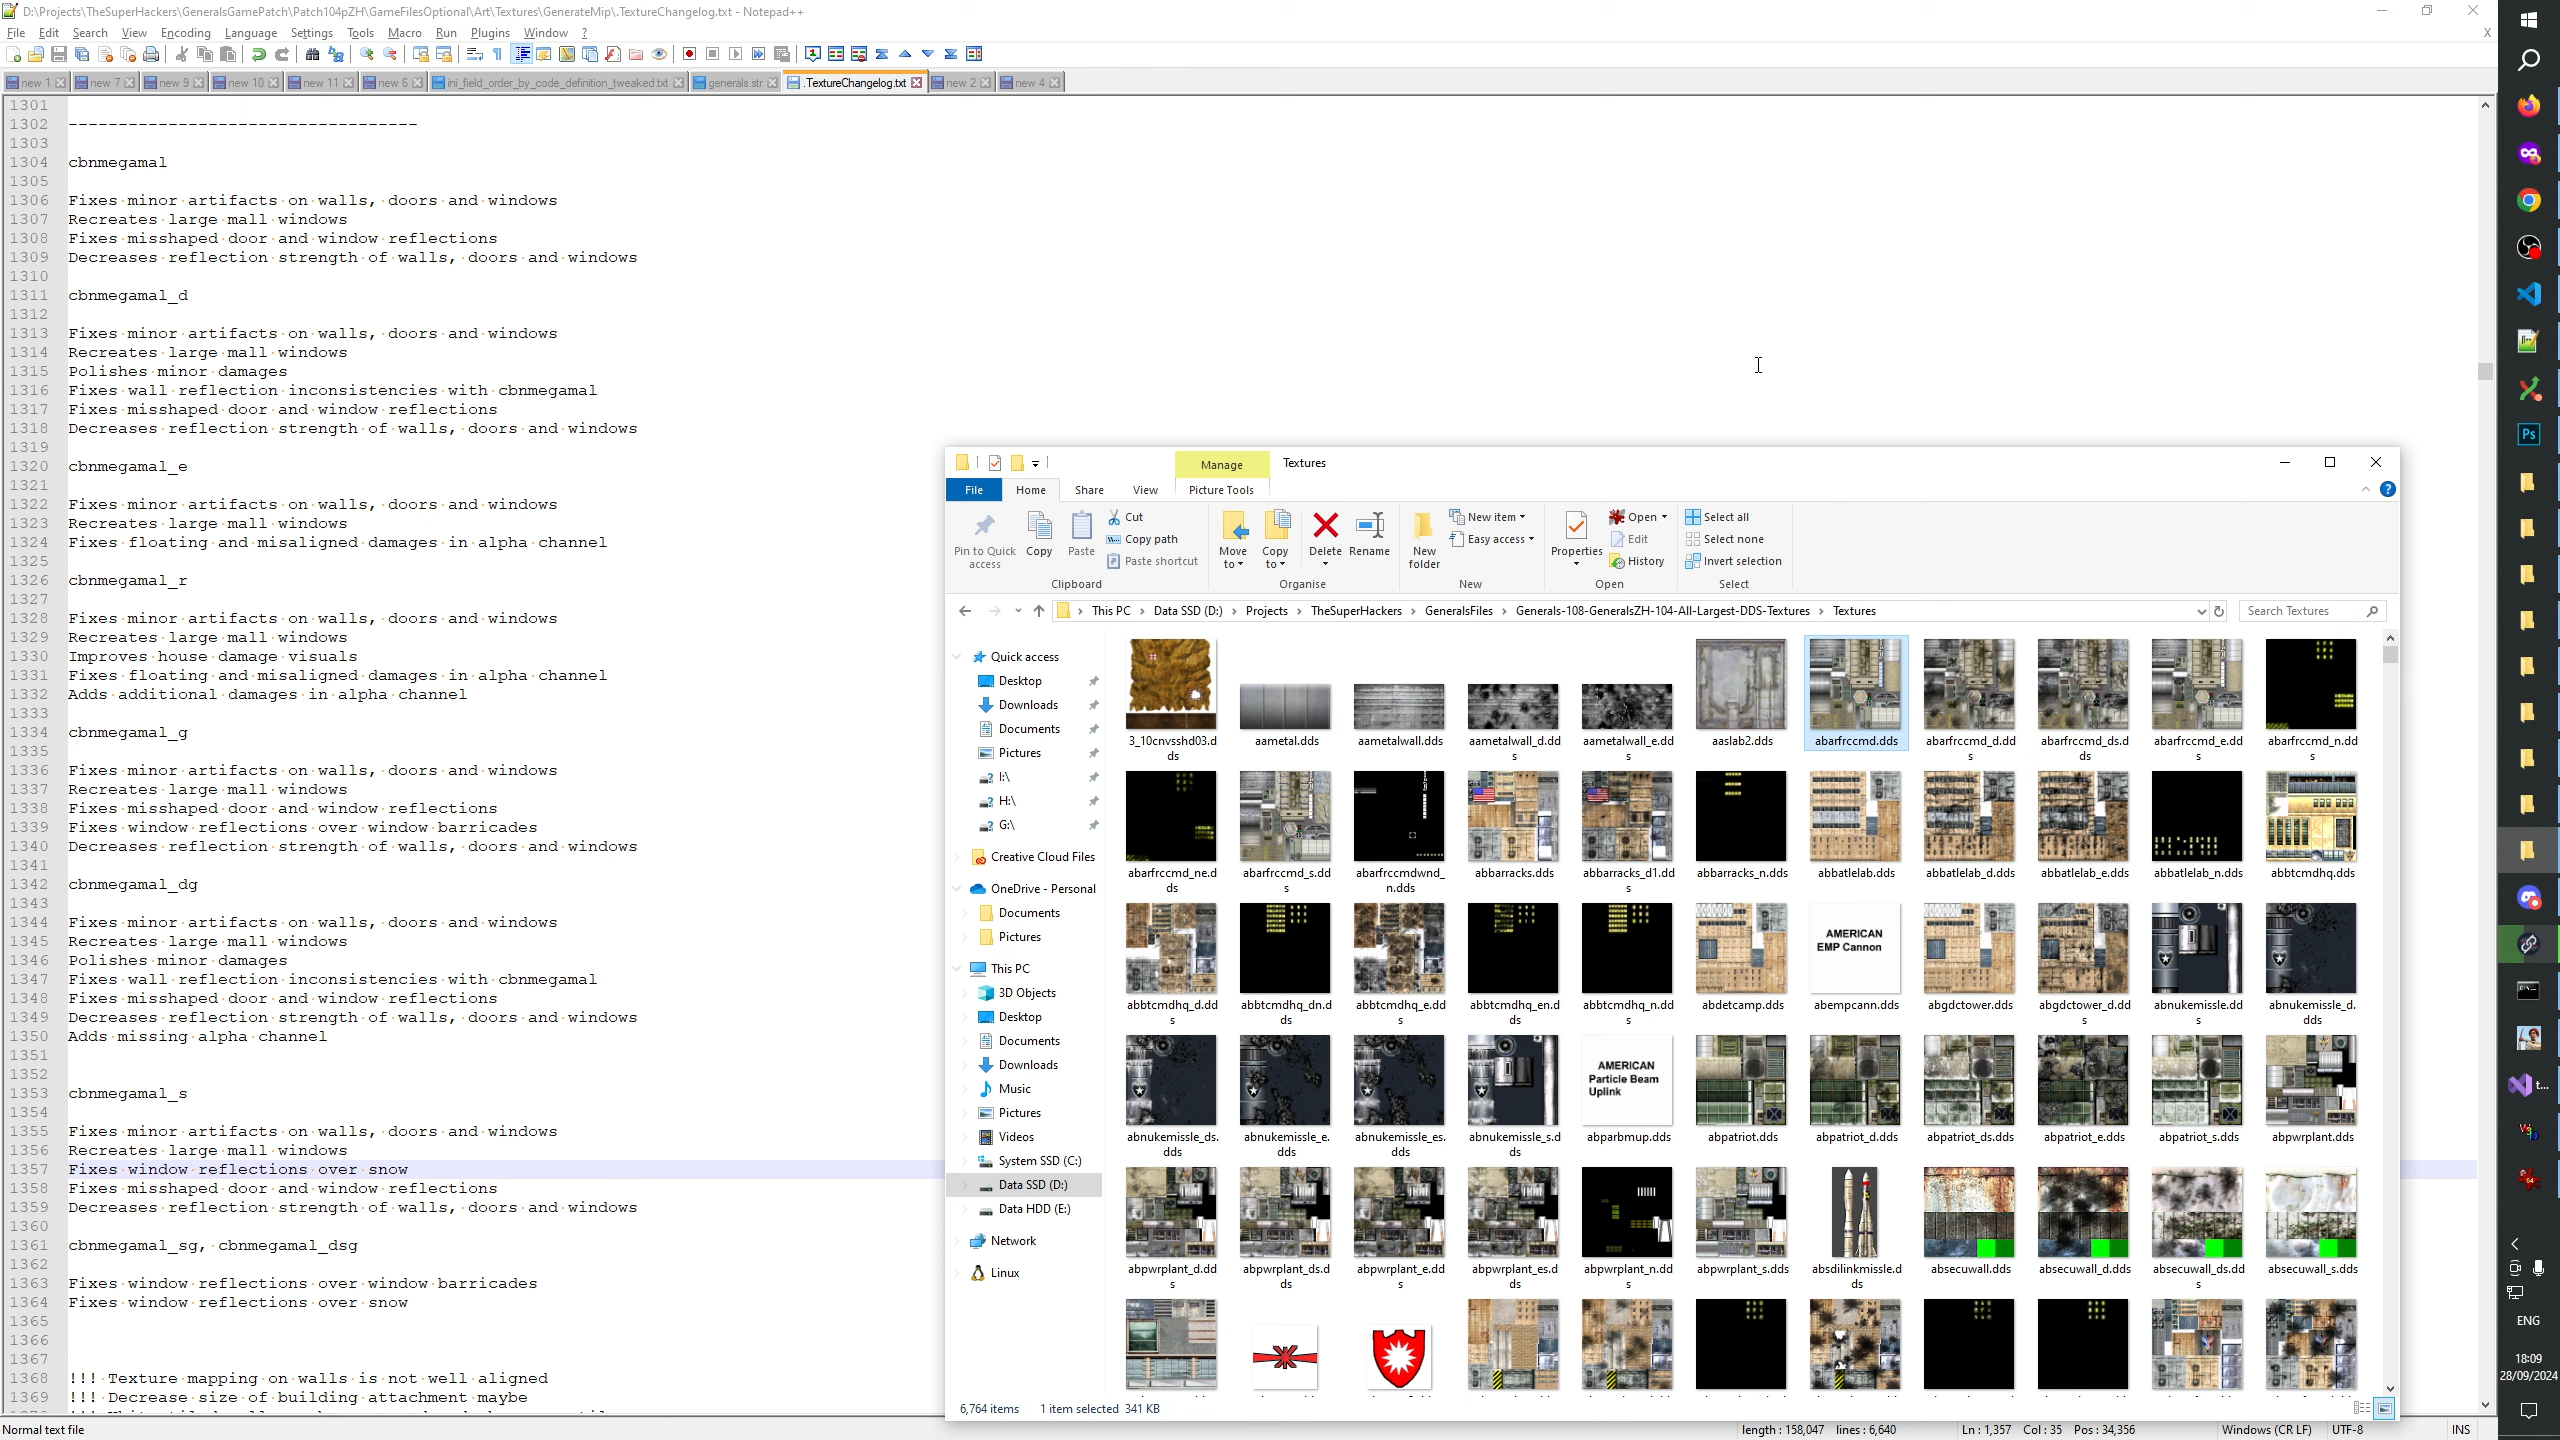 D:\Projects\TheSuperHackers\GeneralsGamePatch\Patch104pZH\GameFilesOptional\Art\Textures\GenerateMip\.TextureChangelog.txt - Notepad++
File Edit Search View Encoding Language Settings Tools Macro Run Plugins Window ?
new 1 new 7 new 9 new 10 new 11 new 6 ini_field_order_by_code_definition_tweaked.txt generals.str .TextureChangelog.txt new 2 new 4
1301
1302 -----------------------------------
1303
1304 cbnmegamal
1305
1306 Fixes minor artifacts on walls, doors and windows
1307 Recreates large mall windows
1308 Fixes misshaped door and window reflections
1309 Decreases reflection strength of walls, doors and windows
1310
1311 cbnmegamal_d
1312
1313 Fixes minor artifacts on walls, doors and windows
1314 Recreates large mall windows
1315 Polishes minor damages
1316 Fixes wall reflection inconsistencies with cbnmegamal
1317 Fixes misshaped door and window reflections
1318 Decreases reflection strength of walls, doors and windows
1319
1320 cbnmegamal_e
1321
1322 Fixes minor artifacts on walls, doors and windows
1323 Recreates large mall windows
1324 Fixes floating and misaligned damages in alpha channel
1325
1326 cbnmegamal_r
1327
1328 Fixes minor artifacts on walls, doors and windows
1329 Recreates large mall windows
1330 Improves house damage visuals
1331 Fixes floating and misaligned damages in alpha channel
1332 Adds additional damages in alpha channel
1333
1334 cbnmegamal_g
1335
1336 Fixes minor artifacts on walls, doors and windows
1337 Recreates large mall windows
1338 Fixes misshaped door and window reflections
1339 Fixes window reflections over window barricades
1340 Decreases reflection strength of walls, doors and windows
1341
1342 cbnmegamal_dg
1343
1344 Fixes minor artifacts on walls, doors and windows
1345 Recreates large mall windows
1346 Polishes minor damages
1347 Fixes wall reflection inconsistencies with cbnmegamal
1348 Fixes misshaped door and window reflections
1349 Decreases reflection strength of walls, doors and windows
1350 Adds missing alpha channel
1351
1352
1353 cbnmegamal_s
1354
1355 Fixes minor artifacts on walls, doors and windows
1356 Recreates large mall windows
1357 Fixes window reflections over snow
1358 Fixes misshaped door and window reflections
1359 Decreases reflection strength of walls, doors and windows
1360
1361 cbnmegamal_sg, cbnmegamal_dsg
1362
1363 Fixes window reflections over window barricades
1364 Fixes window reflections over snow
1365
1366
1367
1368 !!! Texture mapping on walls is not well aligned
1369 !!! Decrease size of building attachment maybe
Normal text file
length : 158,047 lines : 6,640
Ln : 1,357 Col : 35 Pos : 34,356
Windows (CR LF)
UTF-8
INS
Manage Textures
File Home Share View Picture Tools
Pin to Quick access
Copy
Paste
Cut
Copy path
Paste shortcut
Clipboard
Move to
Copy to
Delete
Rename
Organise
New folder
New item
Easy access
New
Properties
Open
Edit
History
Open
Select all
Select none
Invert selection
Select
This PC > Data SSD (D:) > Projects > TheSuperHackers > GeneralsFiles > Generals-108-GeneralsZH-104-All-Largest-DDS-Textures > Textures
Search Textures
Quick access
Desktop
Downloads
Documents
Pictures
I:\
H:\
G:\
Creative Cloud Files
OneDrive - Personal
Documents
Pictures
This PC
3D Objects
Desktop
Documents
Downloads
Music
Pictures
Videos
System SSD (C:)
Data SSD (D:)
Data HDD (E:)
Network
Linux
3_10cnvsshd03.dds aametal.dds aametalwall.dds aametalwall_d.dds aametalwall_e.dds aaslab2.dds abarfrccmd.dds abarfrccmd_d.dds abarfrccmd_ds.dds abarfrccmd_e.dds abarfrccmd_n.dds
abarfrccmd_ne.dds abarfrccmd_s.dds abarfrccmdwnd_n.dds abbarracks.dds abbarracks_d1.dds abbarracks_n.dds abbatlelab.dds abbatlelab_d.dds abbatlelab_e.dds abbatlelab_n.dds abbtcmdhq.dds
AMERICAN
EMP Cannon
abbtcmdhq_d.dds abbtcmdhq_dn.dds abbtcmdhq_e.dds abbtcmdhq_en.dds abbtcmdhq_n.dds abdetcamp.dds abempcann.dds abgdctower.dds abgdctower_d.dds abnukemissle.dds abnukemissle_d.dds
AMERICAN
Particle Beam
Uplink
abnukemissle_ds.dds abnukemissle_e.dds abnukemissle_es.dds abnukemissle_s.dds abparbmup.dds abpatriot.dds abpatriot_d.dds abpatriot_ds.dds abpatriot_e.dds abpatriot_s.dds abpwrplant.dds
abpwrplant_d.dds abpwrplant_ds.dds abpwrplant_e.dds abpwrplant_es.dds abpwrplant_n.dds abpwrplant_s.dds absdilinkmissle.dds absecuwall.dds absecuwall_d.dds absecuwall_ds.dds absecuwall_s.dds
6,764 items 1 item selected 341 KB
Ps
t...
64
ENG
18:09
28/09/2024